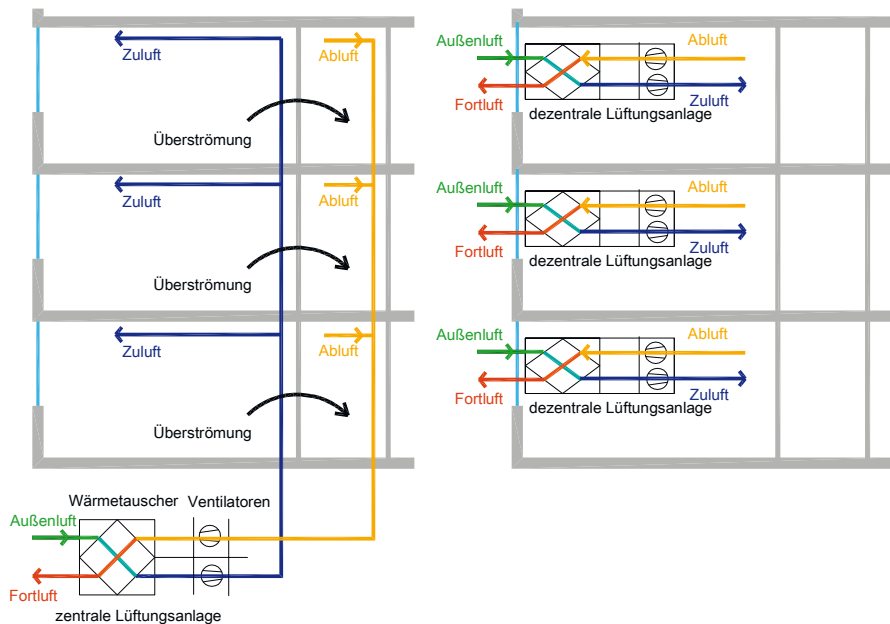 Zuluft
Abluft
Überströmung
Zuluft
Abluft
Überströmung
Zuluft
Abluft
Überströmung
Wärmetauscher
Ventilatoren
Außenluft
Fortluft
zentrale Lüftungsanlage
Außenluft
Abluft
Fortluft
Zuluft
dezentrale Lüftungsanlage
Außenluft
Abluft
Fortluft
Zuluft
dezentrale Lüftungsanlage
Außenluft
Abluft
Fortluft
Zuluft
dezentrale Lüftungsanlage